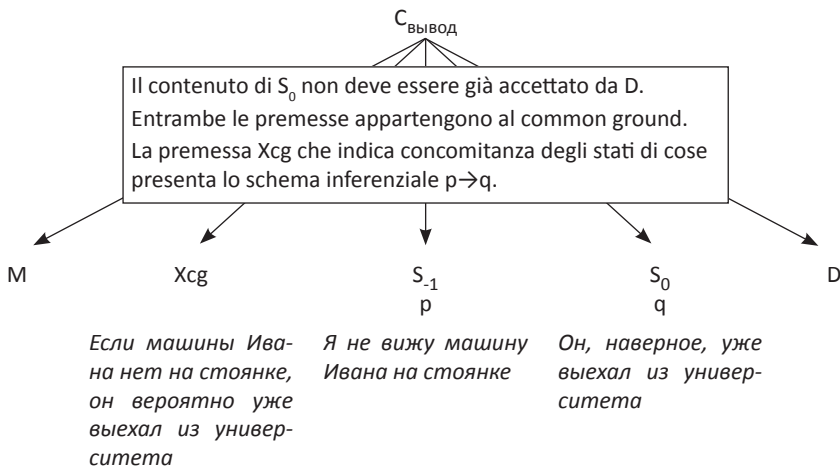 Cвывод
Il contenuto di S0 non deve essere già accettato da D.
Entrambe le premesse appartengono al common ground.
La premessa Xcg che indica concomitanza degli stati di cose
presenta lo schema inferenziale p→q.
M Xcg S-1 S0 D
p q
Если машины Ива-
на нет на стоянке,
он вероятно уже
выехал из универ-
ситета
Я не вижу машину
Ивана на стоянке
Он, наверное, уже
выехал из универ-
ситета